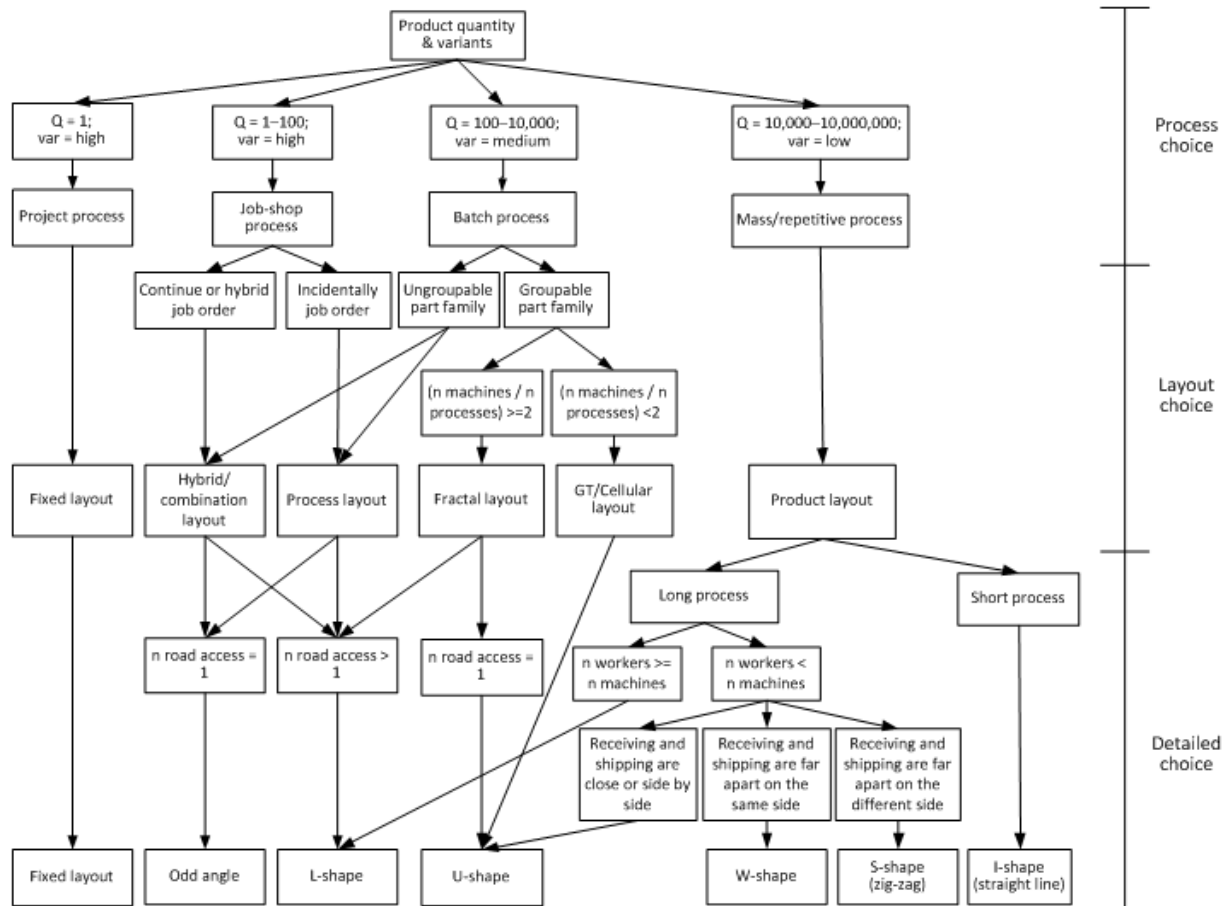 Product quantity
& variants
Q = 1;
var = high
Q = 1–100;
var = high
Q = 100–10,000;
var = medium
Q = 10,000–10,000,000;
var = low
Process
choice
Project process
Job-shop
process
Batch process
Mass/repetitive process
Continue or hybrid
job order
Incidentally
job order
Ungroupable
part family
Groupable
part family
(n machines / n
processes) >=2
(n machines / n
processes) <2
Layout
choice
Fixed layout
Hybrid/
combination
layout
Process layout
Fractal layout
GT/Cellular
layout
Product layout
Long process
Short process
n road access =
1
n road access >
1
n road access =
1
n workers >=
n machines
n workers <
n machines
Receiving and
shipping are
close or side by
side
Receiving and
shipping are far
apart on the
same side
Receiving and
shipping are far
apart on the
different side
Detailed
choice
Fixed layout
Odd angle
L-shape
U-shape
W-shape
S-shape
(zig-zag)
I-shape
(straight line)